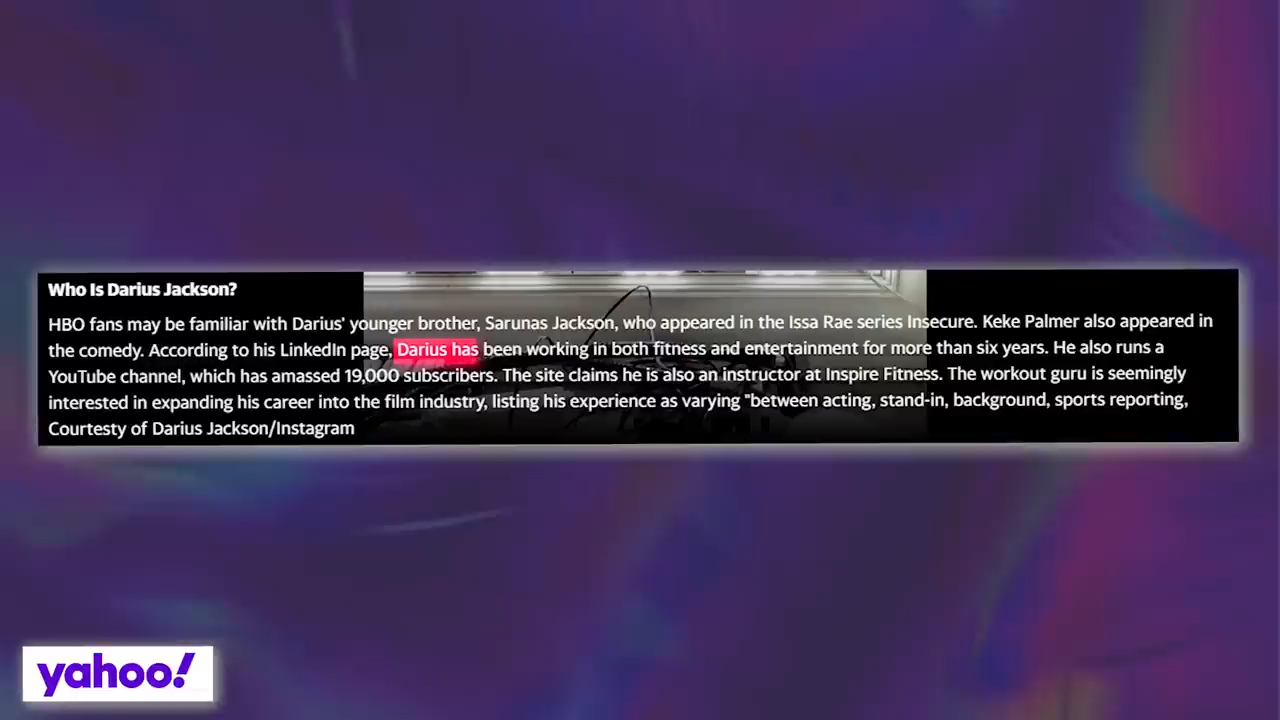 Who Is Darius Jackson?
HBO fans may be familiar with Darius' younger brother, Sarunas Jackson, who appeared in the Issa Rae series Insecure. Keke Palmer also appeared in
the comedy. According to his LinkedIn page, Darius has been working in both fitness and entertainment for more than six years. He also runs a
YouTube channel, which has amassed 19,000 subscribers. The site claims he is also an instructor at Inspire Fitness. The workout guru is seemingly
interested in expanding his career into the film industry, listing his experience as varying "between acting, stand-in, background, sports reporting,
Courtesty of Darius Jackson/Instagram
yahoo!